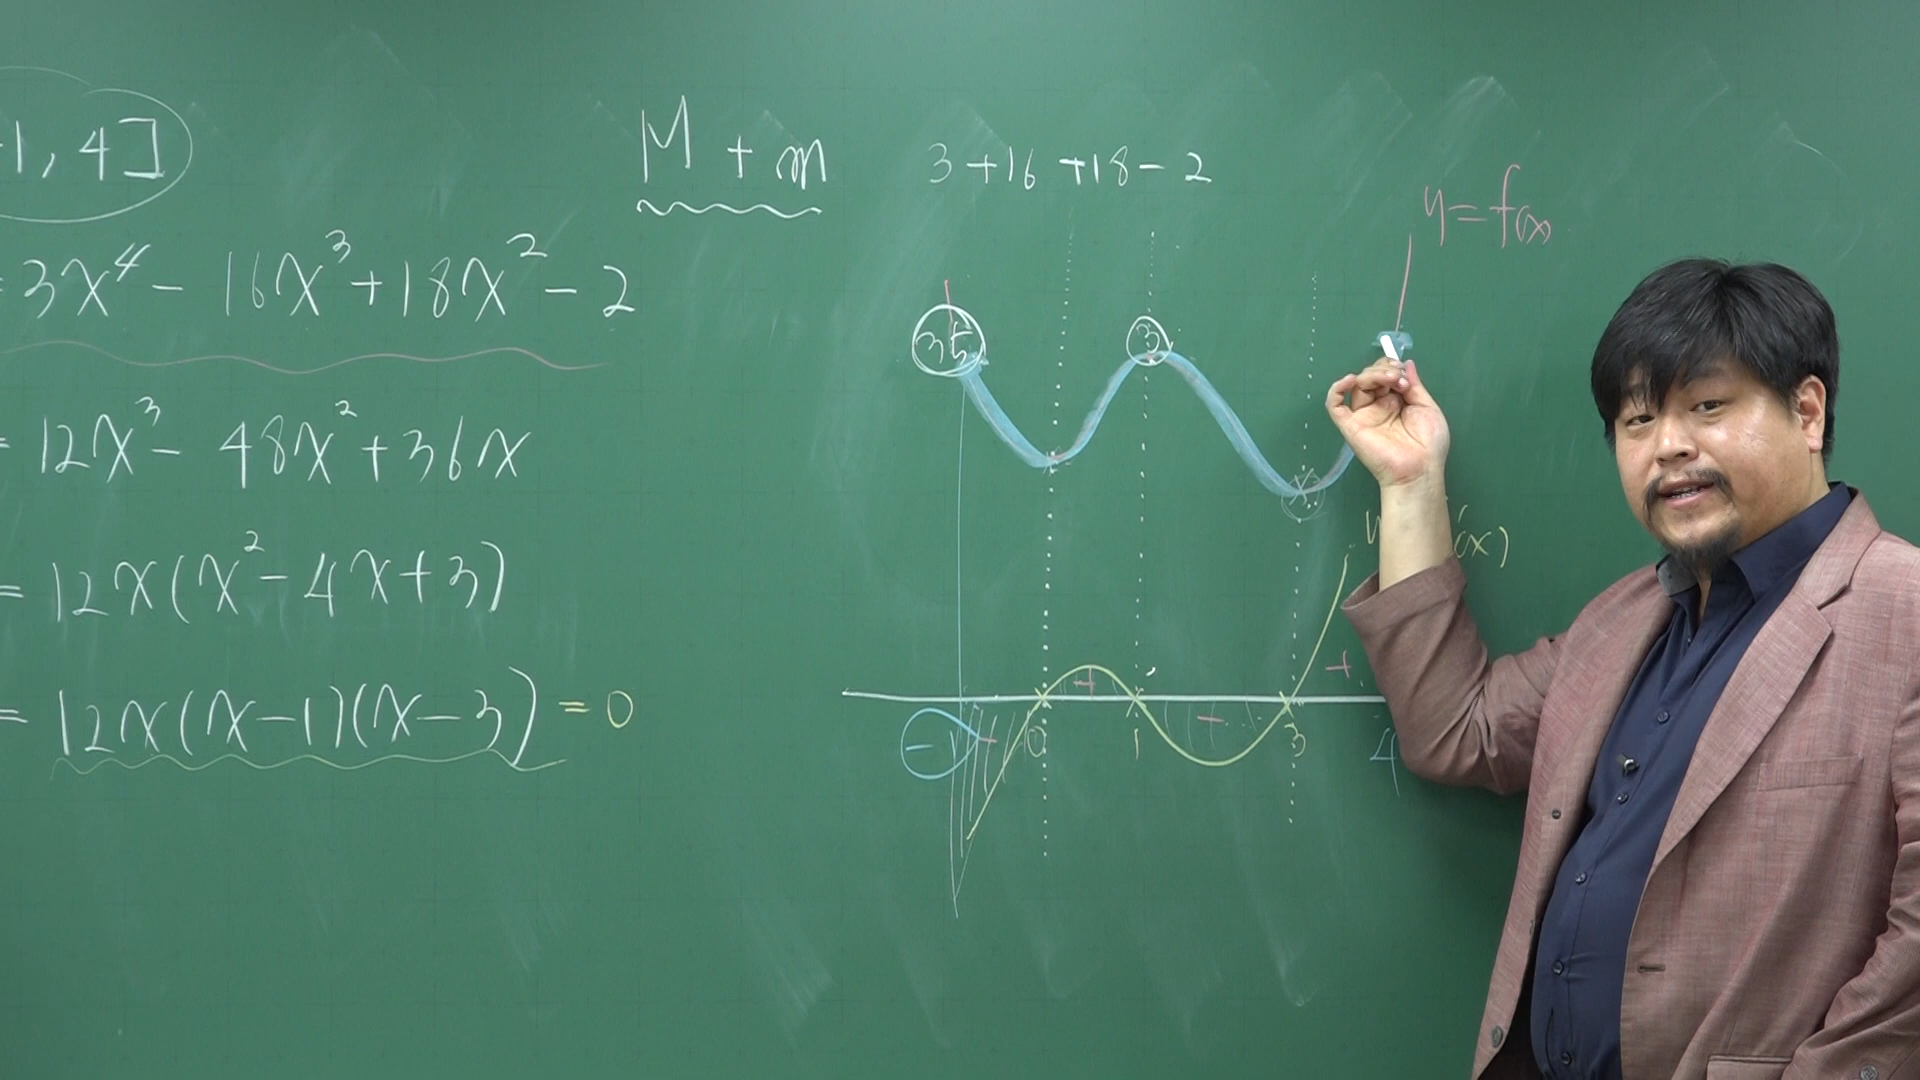 -1, 4]
M + m
3+16+18-2
= 3x⁴ - 16x³ + 18x² - 2
= 12x³ - 48x² + 36x
= 12x(x² - 4x + 3)
= 12x(x-1)(x-3) = 0
y=f(x)
35
3
(x)
+
+
-1
-
0
1
-
3
4